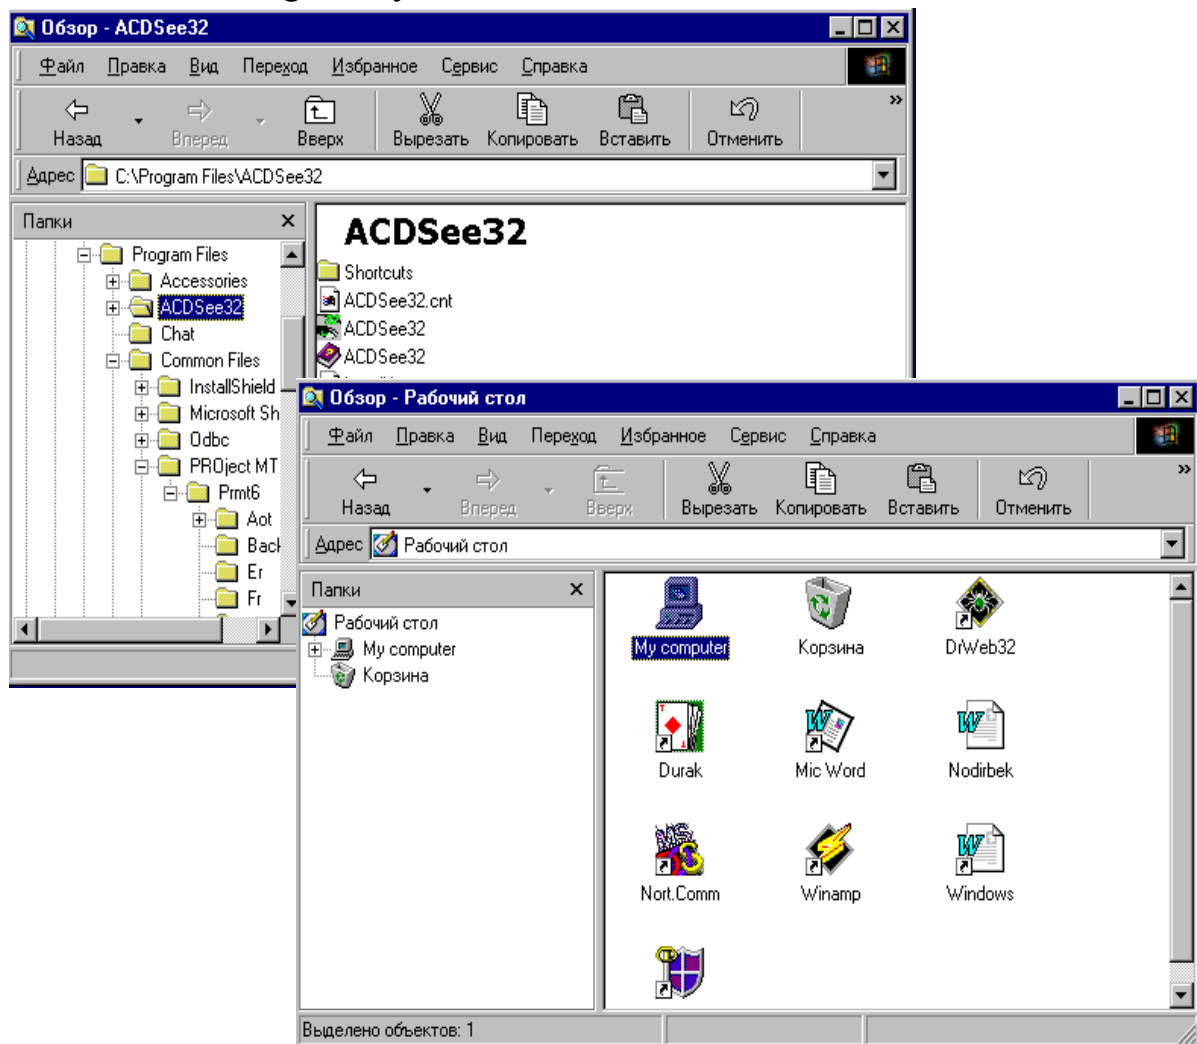 Обзор - ACDSee32
Файл Правка Вид Переход Избранное Сервис Справка
Назад Вперед Вверх Вырезать Копировать Вставить Отменить
Адрес C:\Program Files\ACDSee32
Папки
Program Files
Accessories
ACDSee32
Chat
Common Files
InstallShield
Microsoft Sh
Odbc
PROject MT
Prmt6
Aot
Back
Er
Fr
ACDSee32
Shortcuts
ACDSee32.cnt
ACDSee32
ACDSee32
Обзор - Рабочий стол
Файл Правка Вид Переход Избранное Сервис Справка
Назад Вперед Вверх Вырезать Копировать Вставить Отменить
Адрес Рабочий стол
Папки
Рабочий стол
My computer
Корзина
My computer Корзина DrWeb32
Durak Mic Word Nodirbek
Nort.Comm Winamp Windows
Выделено объектов: 1